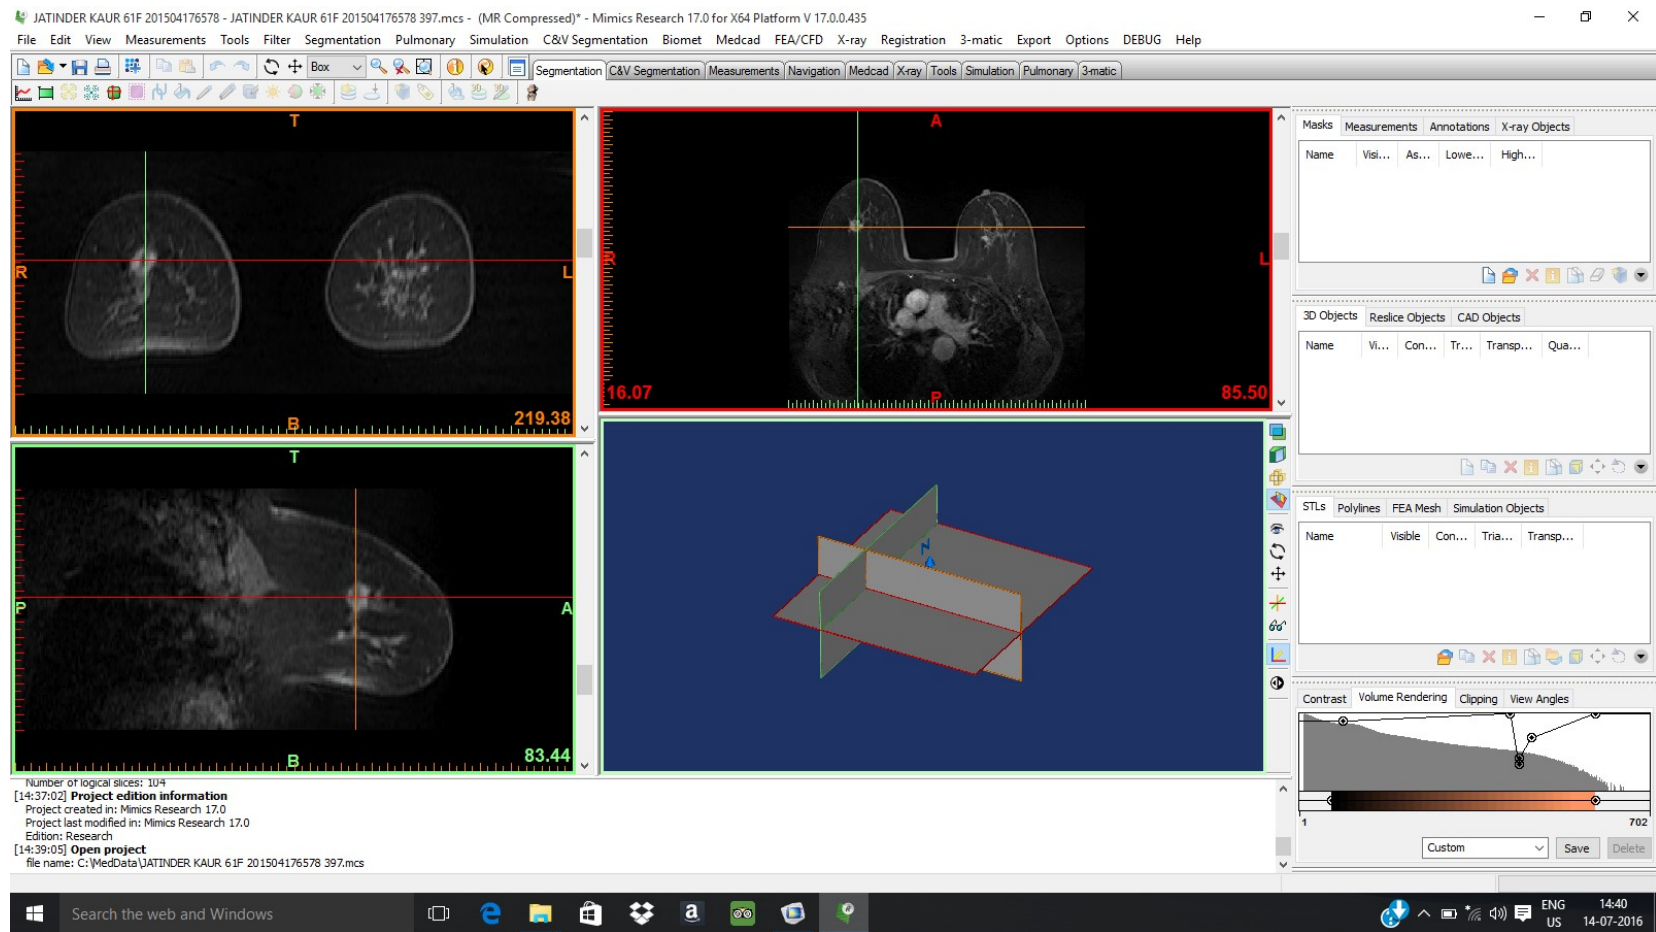 JATINDER KAUR 61F 201504176578 - JATINDER KAUR 61F 201504176578 397.mcs - (MR Compressed)* - Mimics Research 17.0 for X64 Platform V 17.0.0.435
File Edit View Measurements Tools Filter Segmentation Pulmonary Simulation C&V Segmentation Biomet Medcad FEA/CFD X-ray Registration 3-matic Export Options DEBUG Help
Box Segmentation C&V Segmentation Measurements Navigation Medcad X-ray Tools Simulation Pulmonary 3-matic
T
R L
B 219.38
A
R L
16.07 P 85.50
T
P A
B 83.44
N
Masks Measurements Annotations X-ray Objects
Name Visi... As... Lowe... High...
3D Objects Reslice Objects CAD Objects
Name Vi... Con... Tr... Transp... Qua...
STLs Polylines FEA Mesh Simulation Objects
Name Visible Con... Tria... Transp...
Contrast Volume Rendering Clipping View Angles
1 702
Custom Save Delete
Number of logical slices: 104
[14:37:02] Project edition information
Project created in: Mimics Research 17.0
Project last modified in: Mimics Research 17.0
Edition: Research
[14:39:05] Open project
file name: C:\MedData\JATINDER KAUR 61F 201504176578 397.mcs
Search the web and Windows
a
ENG 14:40
US 14-07-2016